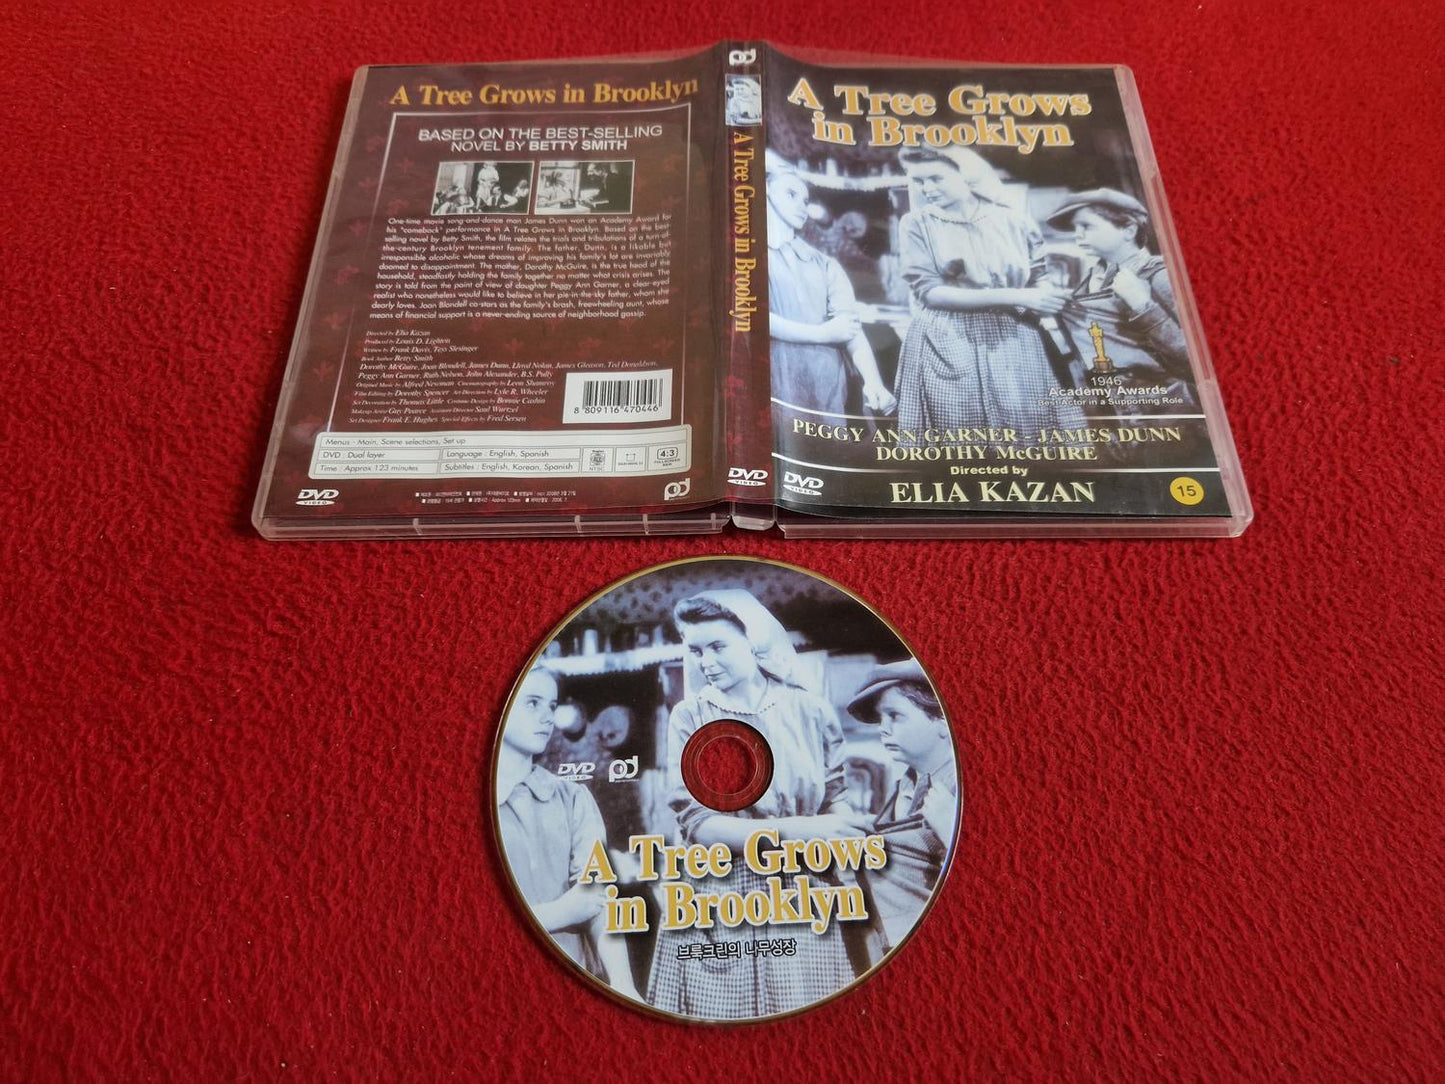 A Tree Grows in Brooklyn
BASED ON THE BEST-SELLING
NOVEL BY BETTY SMITH
One-time movie song-and-dance man James Dunn won an Academy Award for
his "comeback" performance in A Tree Grows in Brooklyn. Based on the best-
selling novel by Betty Smith, the film relates the trials and tribulations of a turn-of-
the-century Brooklyn tenement family. The father, Dunn, is a likable but
irresponsible alcoholic whose dreams of improving his family's lot are invariably
doomed to disappointment. The mother, Dorothy McGuire, is the true head of the
household, steadfastly holding the family together no matter what crisis arises. The
story is told from the point of view of daughter Peggy Ann Garner, a clear-eyed
realist who nonetheless would like to believe in her pie-in-the-sky father, whom she
dearly loves. Joan Blondell co-stars as the family's brash, freewheeling aunt, whose
means of financial support is a never-ending source of neighborhood gossip.
Directed by Elia Kazan
Produced by Louis D. Lighton
Written by Frank Davis, Tess Slesinger
Book Author Betty Smith
Dorothy McGuire, Joan Blondell, James Dunn, Lloyd Nolan, James Gleason, Ted Donaldson,
Peggy Ann Garner, Ruth Nelson, John Alexander, B.S. Pully
Original Music by Alfred Newman Cinematography by Leon Shamroy
Film Editing by Dorothy Spencer Art Direction by Lyle R. Wheeler
Set Decoration by Thomas Little Costume Design by Bonnie Cashin
Makeup Artist Guy Pearce Assistant Director Saul Wurtzel
Set Designer Frank E. Hughes Special Effects by Fred Sersen
8 809116 470446
Menus : Main, Scene selections, Set up
DVD : Dual layer
Language : English, Spanish
Time : Approx 123 minutes
Subtitles : English, Korean, Spanish
NTSC
4:3
DVD
VIDEO
pd
pd
A Tree Grows in Brooklyn
DVD
VIDEO
A Tree Grows
in Brooklyn
1946
Academy Awards
Best Actor in a Supporting Role
PEGGY ANN GARNER - JAMES DUNN
DOROTHY McGUIRE
Directed by
ELIA KAZAN
DVD
VIDEO
15
DVD
VIDEO
pd
A Tree Grows
in Brooklyn
브룩크린의 나무성장